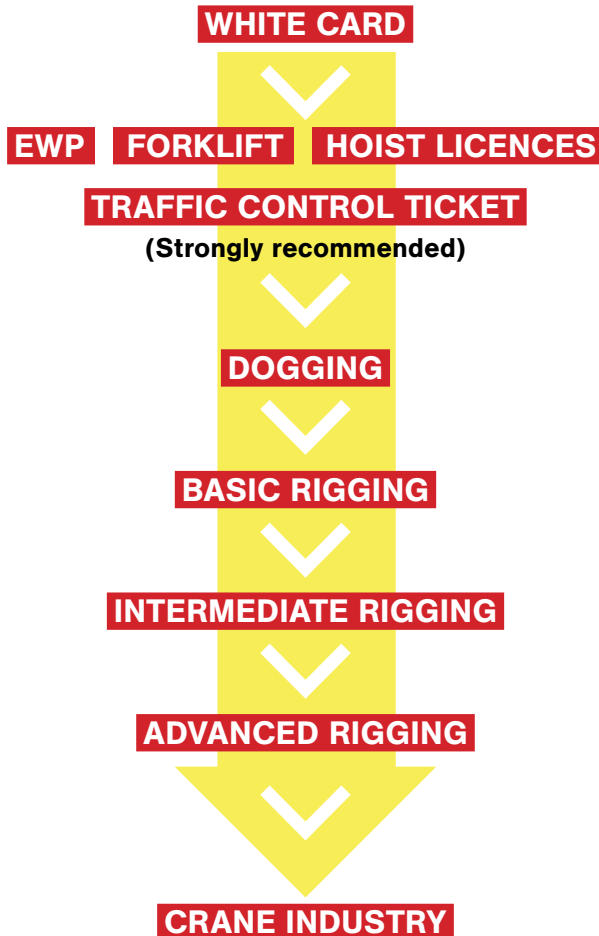 WHITE CARD
EWP FORKLIFT HOIST LICENCES
TRAFFIC CONTROL TICKET
(Strongly recommended)
DOGGING
BASIC RIGGING
INTERMEDIATE RIGGING
ADVANCED RIGGING
CRANE INDUSTRY